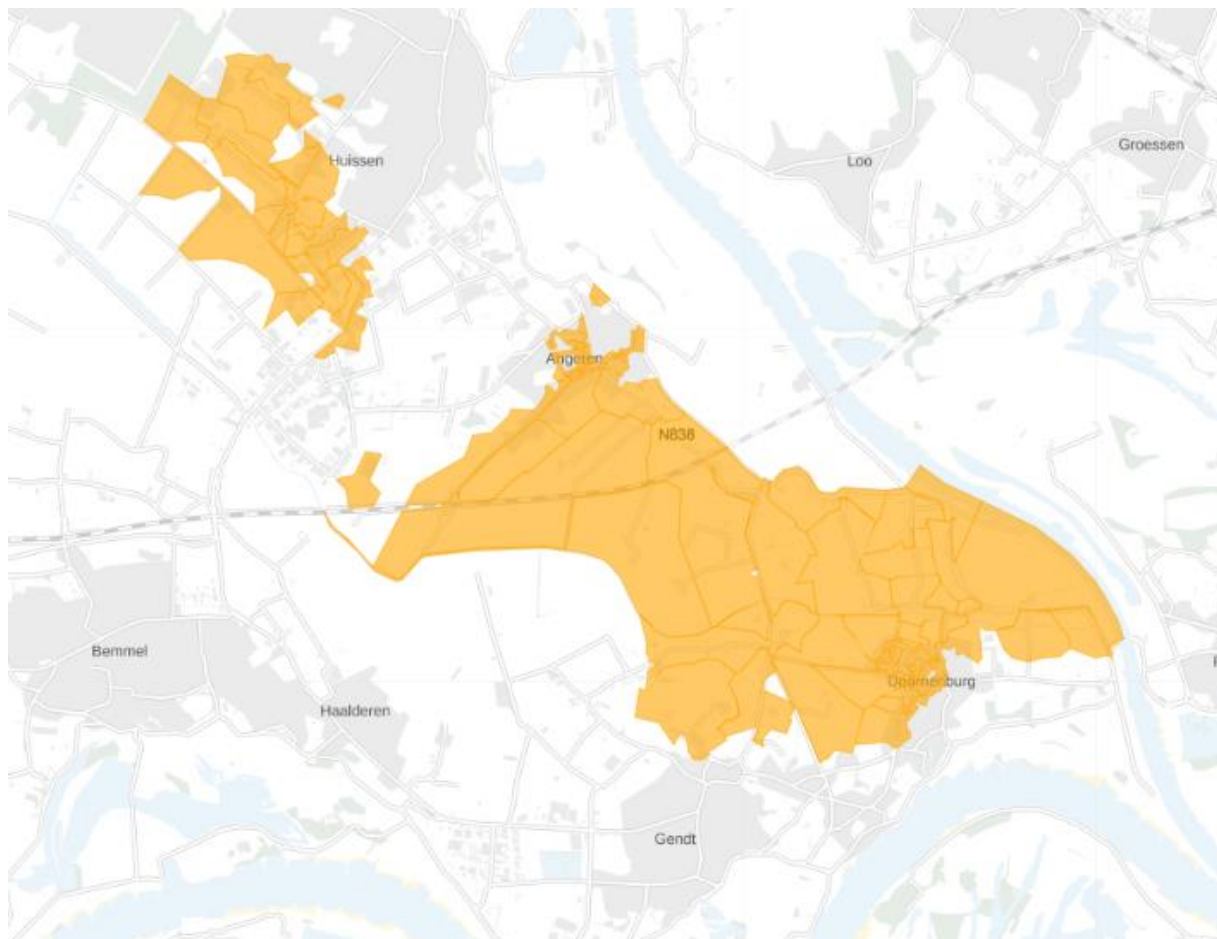 Groessen
Huissen
Loo
Angeren
N838
Bemmel
Doornenburg
Haalderen
Gendt